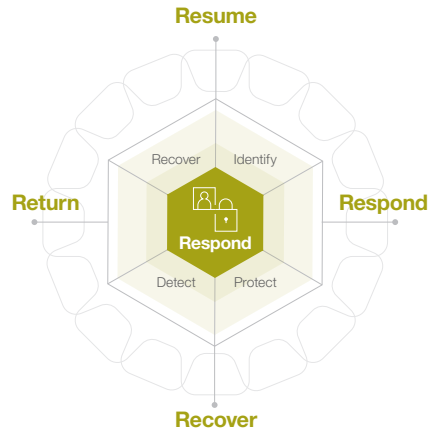 Resume
Recover
Identify
Return
Respond
Respond
Detect
Protect
Recover